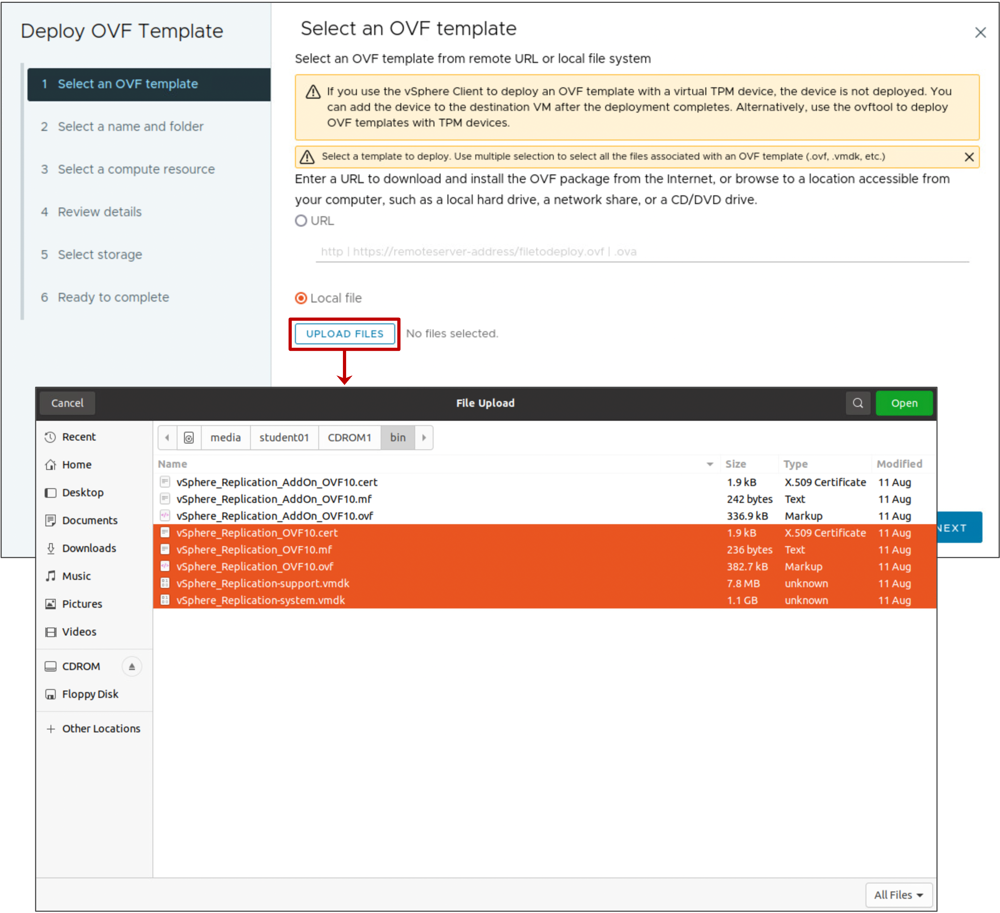 Deploy OVF Template
1 Select an OVF template
2 Select a name and folder
3 Select a compute resource
4 Review details
5 Select storage
6 Ready to complete
Select an OVF template
Select an OVF template from remote URL or local file system
If you use the vSphere Client to deploy an OVF template with a virtual TPM device, the device is not deployed. You
can add the device to the destination VM after the deployment completes. Alternatively, use the ovftool to deploy
OVF templates with TPM devices.
Select a template to deploy. Use multiple selection to select all the files associated with an OVF template (.ovf, .vmdk, etc.)
Enter a URL to download and install the OVF package from the Internet, or browse to a location accessible from
your computer, such as a local hard drive, a network share, or a CD/DVD drive.
URL
http | https://remoteserver-address/filetodeploy.ovf | .ova
Local file
UPLOAD FILES No files selected.
NEXT
Cancel File Upload Open
Recent
Home
Desktop
Documents
Downloads
Music
Pictures
Videos
CDROM
Floppy Disk
+ Other Locations
media student01 CDROM1 bin
Name Size Type Modified
vSphere_Replication_AddOn_OVF10.cert 1.9 kB X.509 Certificate 11 Aug
vSphere_Replication_AddOn_OVF10.mf 242 bytes Text 11 Aug
vSphere_Replication_AddOn_OVF10.ovf 336.9 kB Markup 11 Aug
vSphere_Replication_OVF10.cert 1.9 kB X.509 Certificate 11 Aug
vSphere_Replication_OVF10.mf 236 bytes Text 11 Aug
vSphere_Replication_OVF10.ovf 382.7 kB Markup 11 Aug
vSphere_Replication-support.vmdk 7.8 MB unknown 11 Aug
vSphere_Replication-system.vmdk 1.1 GB unknown 11 Aug
All Files